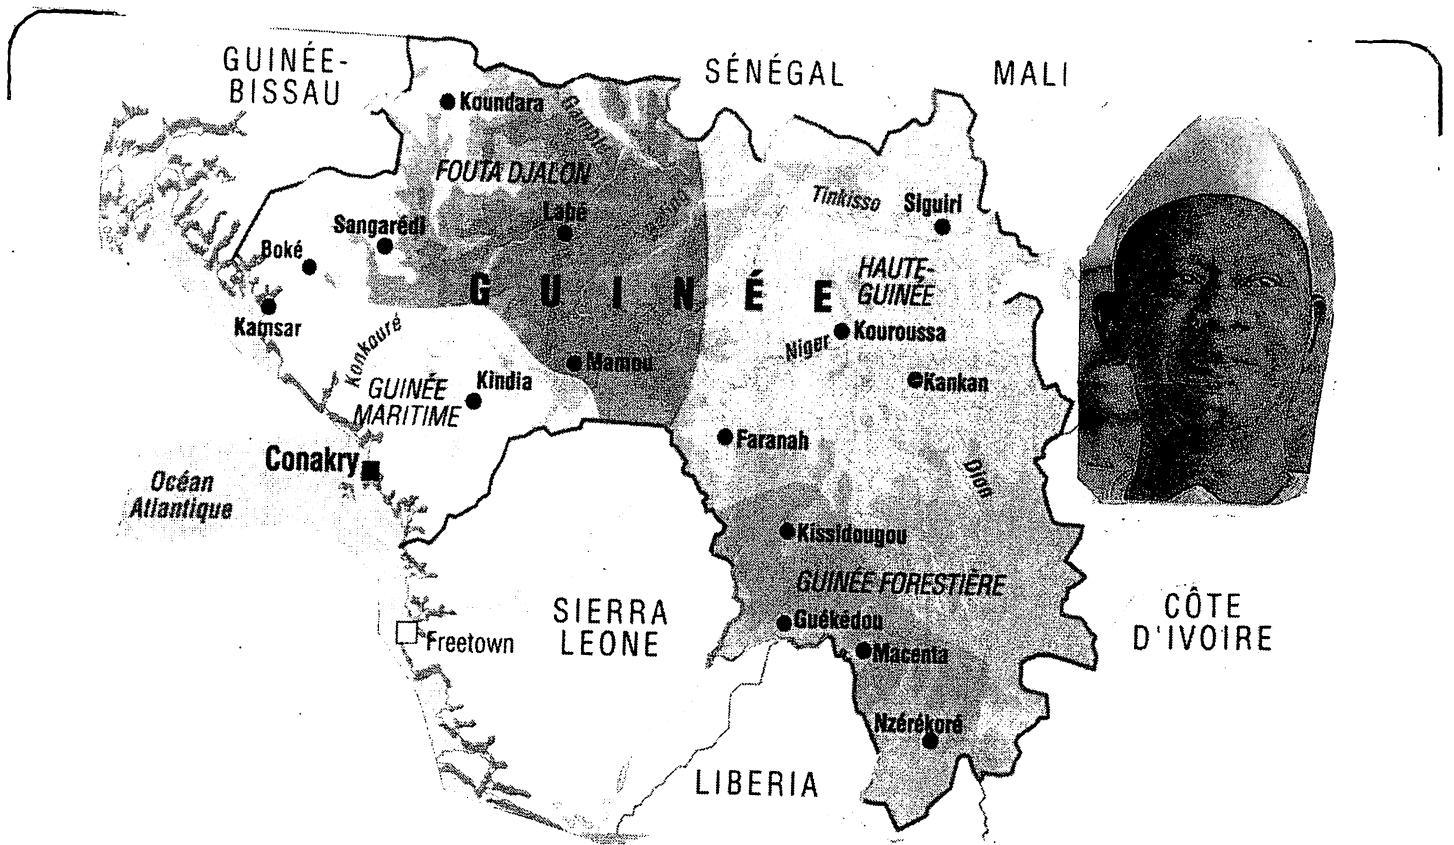 GUINÉE-
BISSAU
SÉNÉGAL
MALI
Koundara
Gambie
FOUTA DJALON
Tinkisso
Siguiri
Labé
Sangarédi
Boké
HAUTE-
GUINÉE
GUINÉE
Kamsar
Konkouré
Niger
Kouroussa
Mamou
Kindia
Kankan
GUINÉE
MARITIME
Faranah
Conakry
Dion
Océan
Atlantique
Kissidougou
GUINÉE FORESTIÈRE
SIERRA
LEONE
CÔTE
D'IVOIRE
Guékédou
Freetown
Macenta
Nzérékoré
LIBERIA